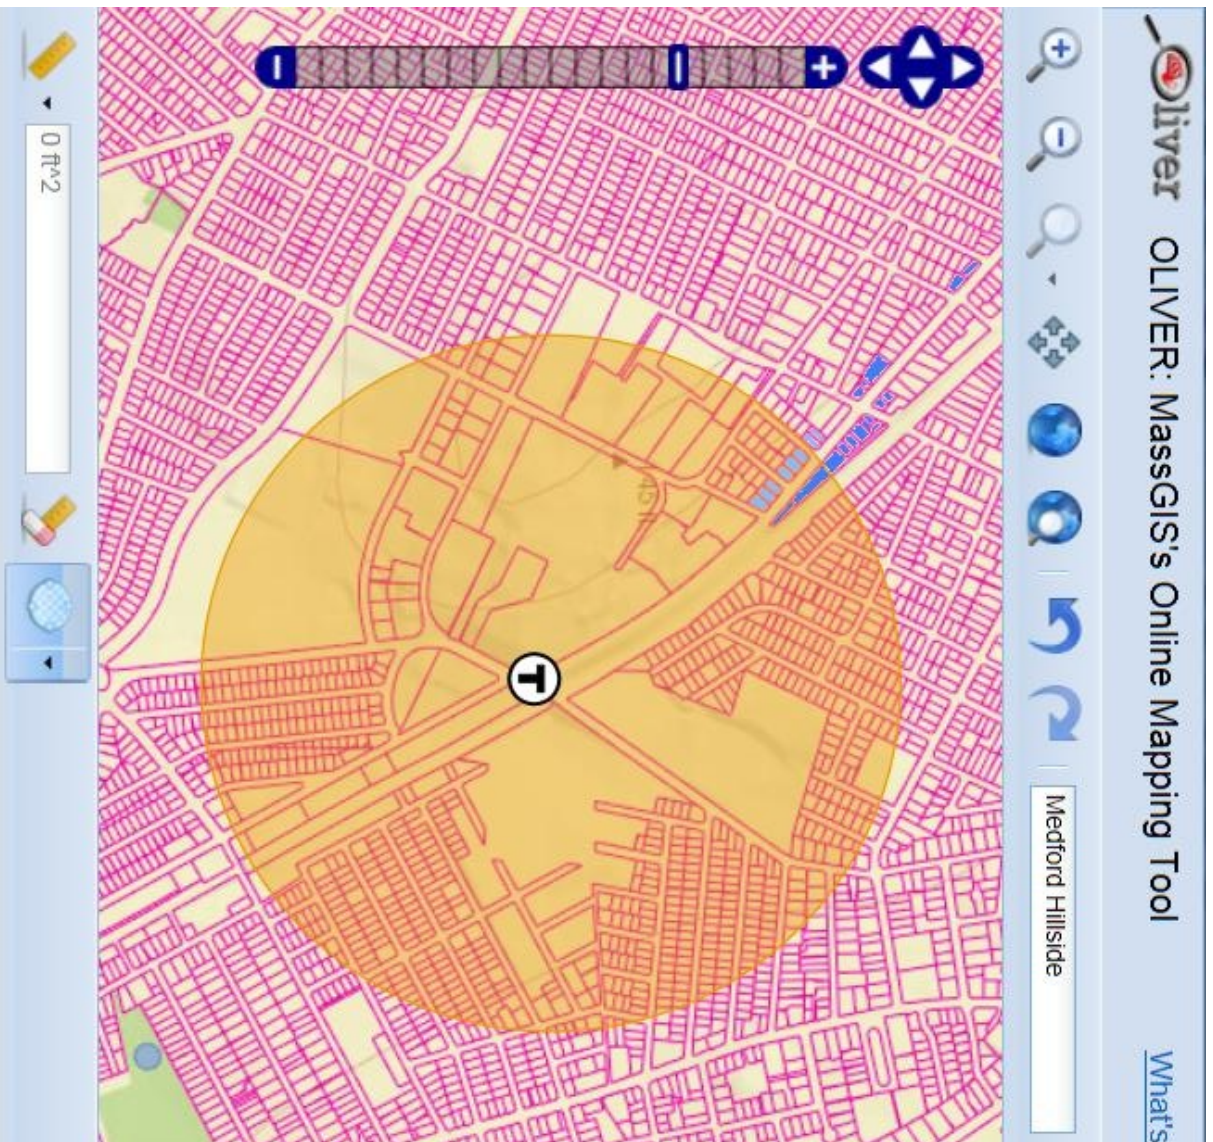 Oliver OLIVER: MassGIS's Online Mapping Tool
What's
Medford Hillside
T
0 ft^2